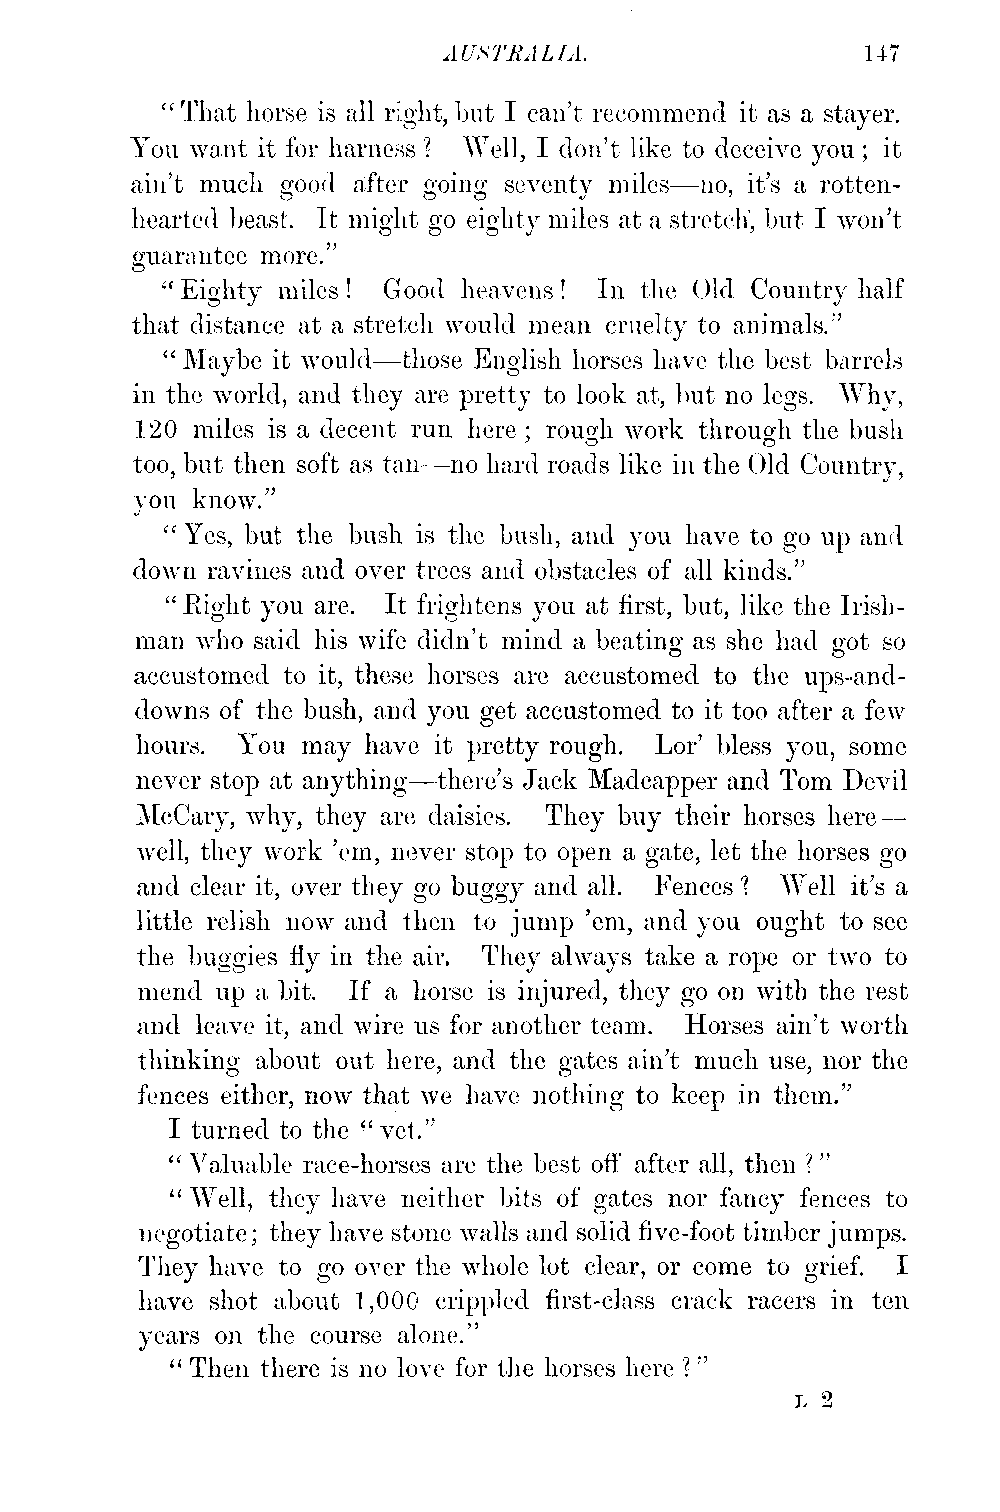 AUSTRALIA. 147
"That horse is all right, but I can't recommend it as a stayer.
You want it for harness? Well, I don't like to deceive you; it
ain't much good after going seventy miles—no, it's a rotten-
hearted beast. It might go eighty miles at a stretch, but I won't
guarantee more."
"Eighty miles! Good heavens! In the Old Country half
that distance at a stretch would mean cruelty to animals."
"Maybe it would—those English horses have the best barrels
in the world, and they are pretty to look at, but no legs. Why,
120 miles is a decent run here; rough work through the bush
too, but then soft as tan—no hard roads like in the Old Country,
you know."
"Yes, but the bush is the bush, and you have to go up and
down ravines and over trees and obstacles of all kinds."
"Right you are. It frightens you at first, but, like the Irish-
man who said his wife didn't mind a beating as she had got so
accustomed to it, these horses are accustomed to the ups-and-
downs of the bush, and you get accustomed to it too after a few
hours. You may have it pretty rough. Lor' bless you, some
never stop at anything—there's Jack Madcapper and Tom Devil
McCary, why, they are daisies. They buy their horses here—
well, they work 'em, never stop to open a gate, let the horses go
and clear it, over they go buggy and all. Fences? Well it's a
little relish now and then to jump 'em, and you ought to see
the buggies fly in the air. They always take a rope or two to
mend up a bit. If a horse is injured, they go on with the rest
and leave it, and wire us for another team. Horses ain't worth
thinking about out here, and the gates ain't much use, nor the
fences either, now that we have nothing to keep in them."
I turned to the "vet."
"Valuable race-horses are the best off after all, then?"
"Well, they have neither bits of gates nor fancy fences to
negotiate; they have stone walls and solid five-foot timber jumps.
They have to go over the whole lot clear, or come to grief. I
have shot about 1,000 crippled first-class crack racers in ten
years on the course alone."
"Then there is no love for the horses here?"
L 2